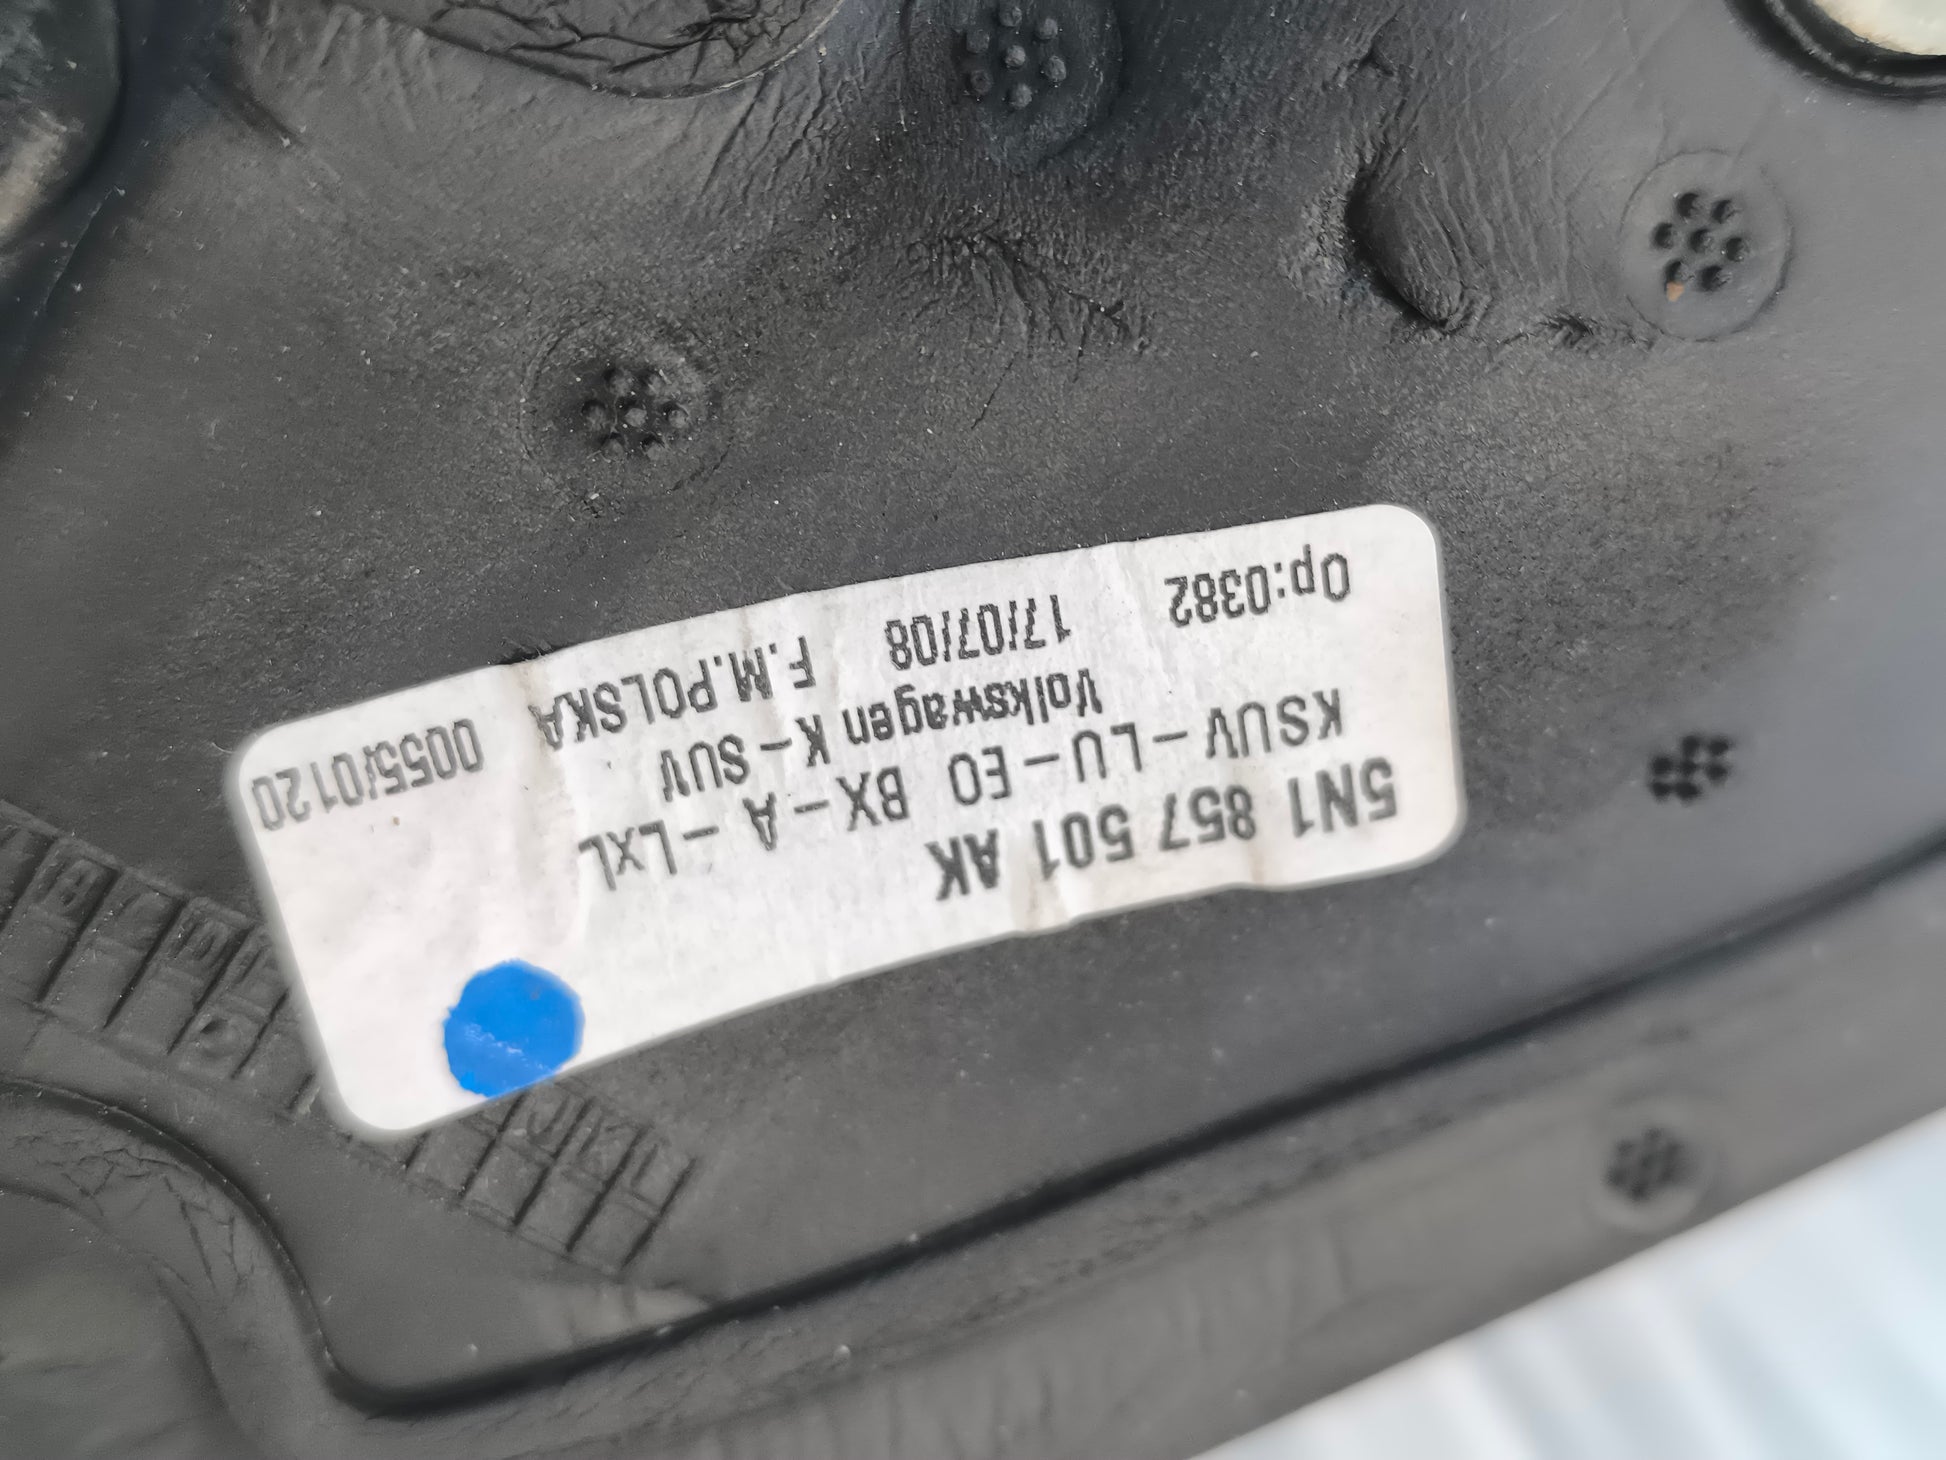 5N1 857 501 AK
KSUV-LU-EO BX-A-LxL
Volkswagen K-SUV
17/07/08 F.M.POLSKA
Op:0382 0055/0120